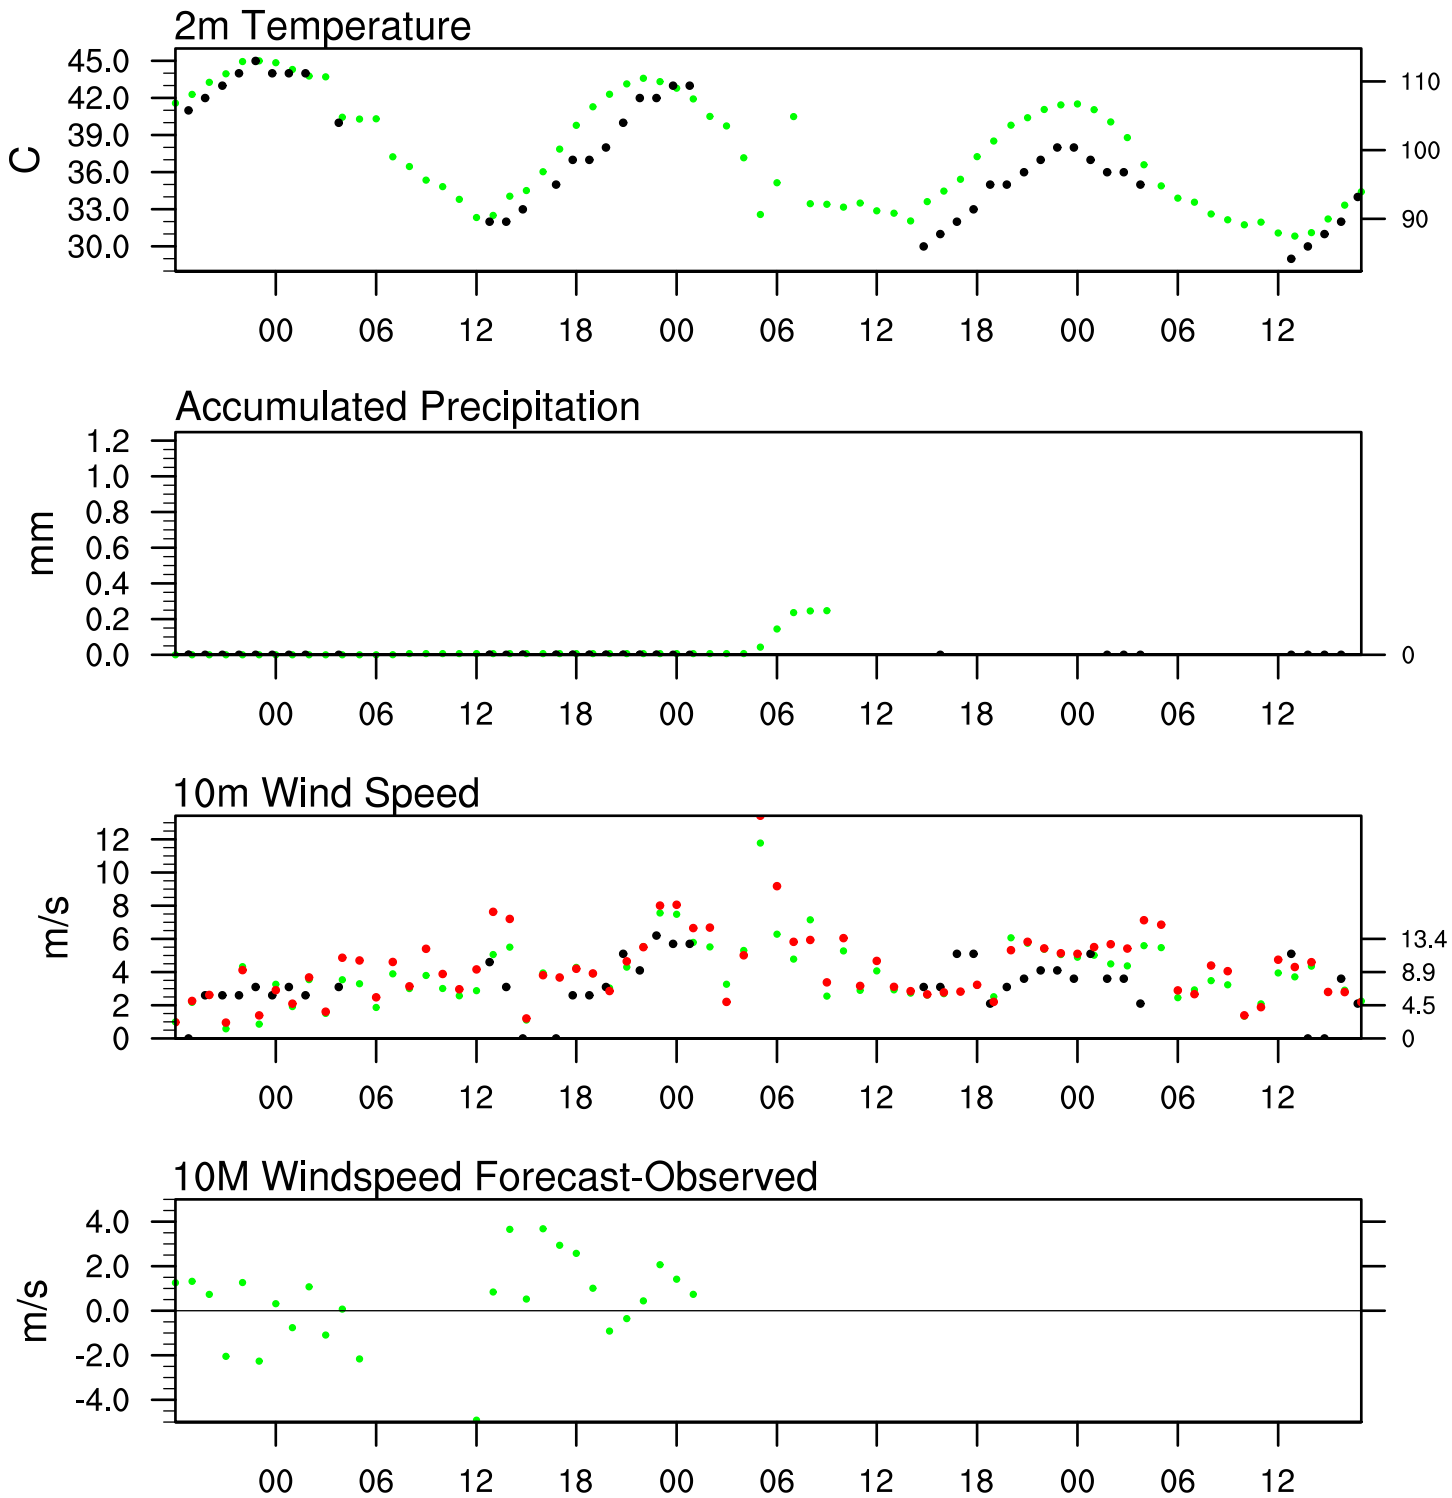 2m Temperature
45.0
42.0
39.0
36.0
33.0
30.0
C
110
100
90
00 06 12 18 00 06 12 18 00 06 12
Accumulated Precipitation
1.2
1.0
0.8
0.6
0.4
0.2
0.0
mm
0
00 06 12 18 00 06 12 18 00 06 12
10m Wind Speed
12
10
8
6
4
2
0
m/s
13.4
8.9
4.5
0
00 06 12 18 00 06 12 18 00 06 12
10M Windspeed Forecast-Observed
4.0
2.0
0.0
-2.0
-4.0
m/s
00 06 12 18 00 06 12 18 00 06 12